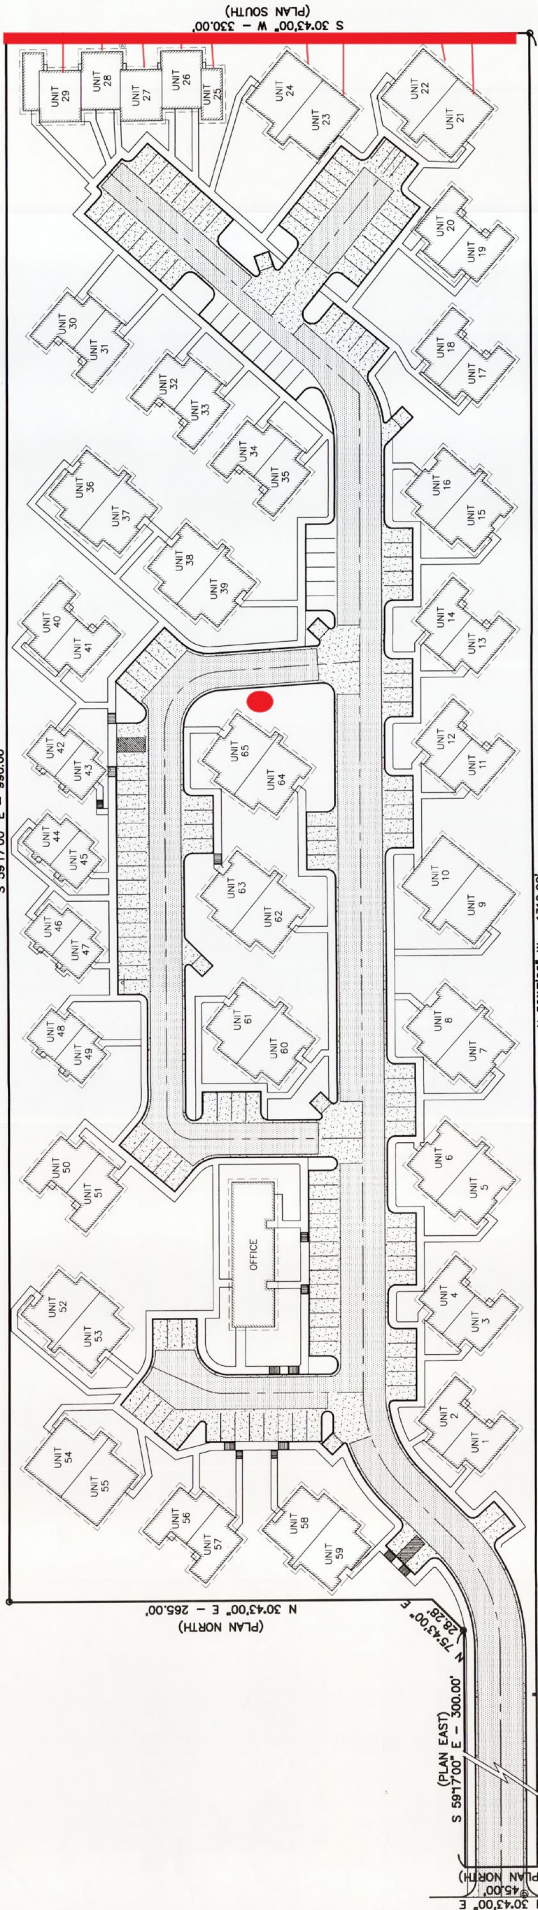 S 30°43'00" W - 330.00'
(PLAN SOUTH)
UNIT 29
UNIT 28
UNIT 27
UNIT 26
UNIT 25
UNIT 24
UNIT 23
UNIT 22
UNIT 21
UNIT 20
UNIT 19
UNIT 18
UNIT 17
UNIT 30
UNIT 31
UNIT 32
UNIT 33
UNIT 34
UNIT 35
UNIT 36
UNIT 37
UNIT 38
UNIT 39
UNIT 16
UNIT 15
UNIT 14
UNIT 13
UNIT 40
UNIT 41
UNIT 42
UNIT 43
UNIT 65
UNIT 64
UNIT 12
UNIT 11
UNIT 44
UNIT 45
UNIT 46
UNIT 47
UNIT 63
UNIT 62
UNIT 10
UNIT 9
UNIT 48
UNIT 49
UNIT 61
UNIT 60
UNIT 8
UNIT 7
UNIT 50
UNIT 51
UNIT 6
UNIT 5
OFFICE
UNIT 52
UNIT 53
UNIT 4
UNIT 3
UNIT 54
UNIT 55
UNIT 2
UNIT 1
UNIT 56
UNIT 57
UNIT 58
UNIT 59
N 30°43'00" E - 265.00'
(PLAN NORTH)
N 75°43'00" E
28.28'
(PLAN EAST)
S 59°17'00" E - 300.00'
PLAN NORTH)
45.00'
30°43'00" E